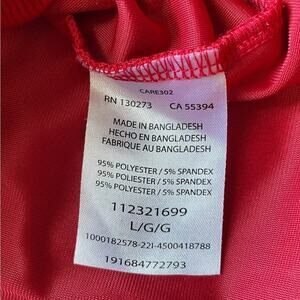 CARE302
RN 130273 CA 55394
MADE IN BANGLADESH
HECHO EN BANGLADESH
FABRIQUE AU BANGLADESH
95% POLYESTER / 5% SPANDEX
95% POLIESTER / 5% SPANDEX
95% POLYESTER / 5% SPANDEX
112321699
L/G/G
1000182578-22I-4500418788
191684772793